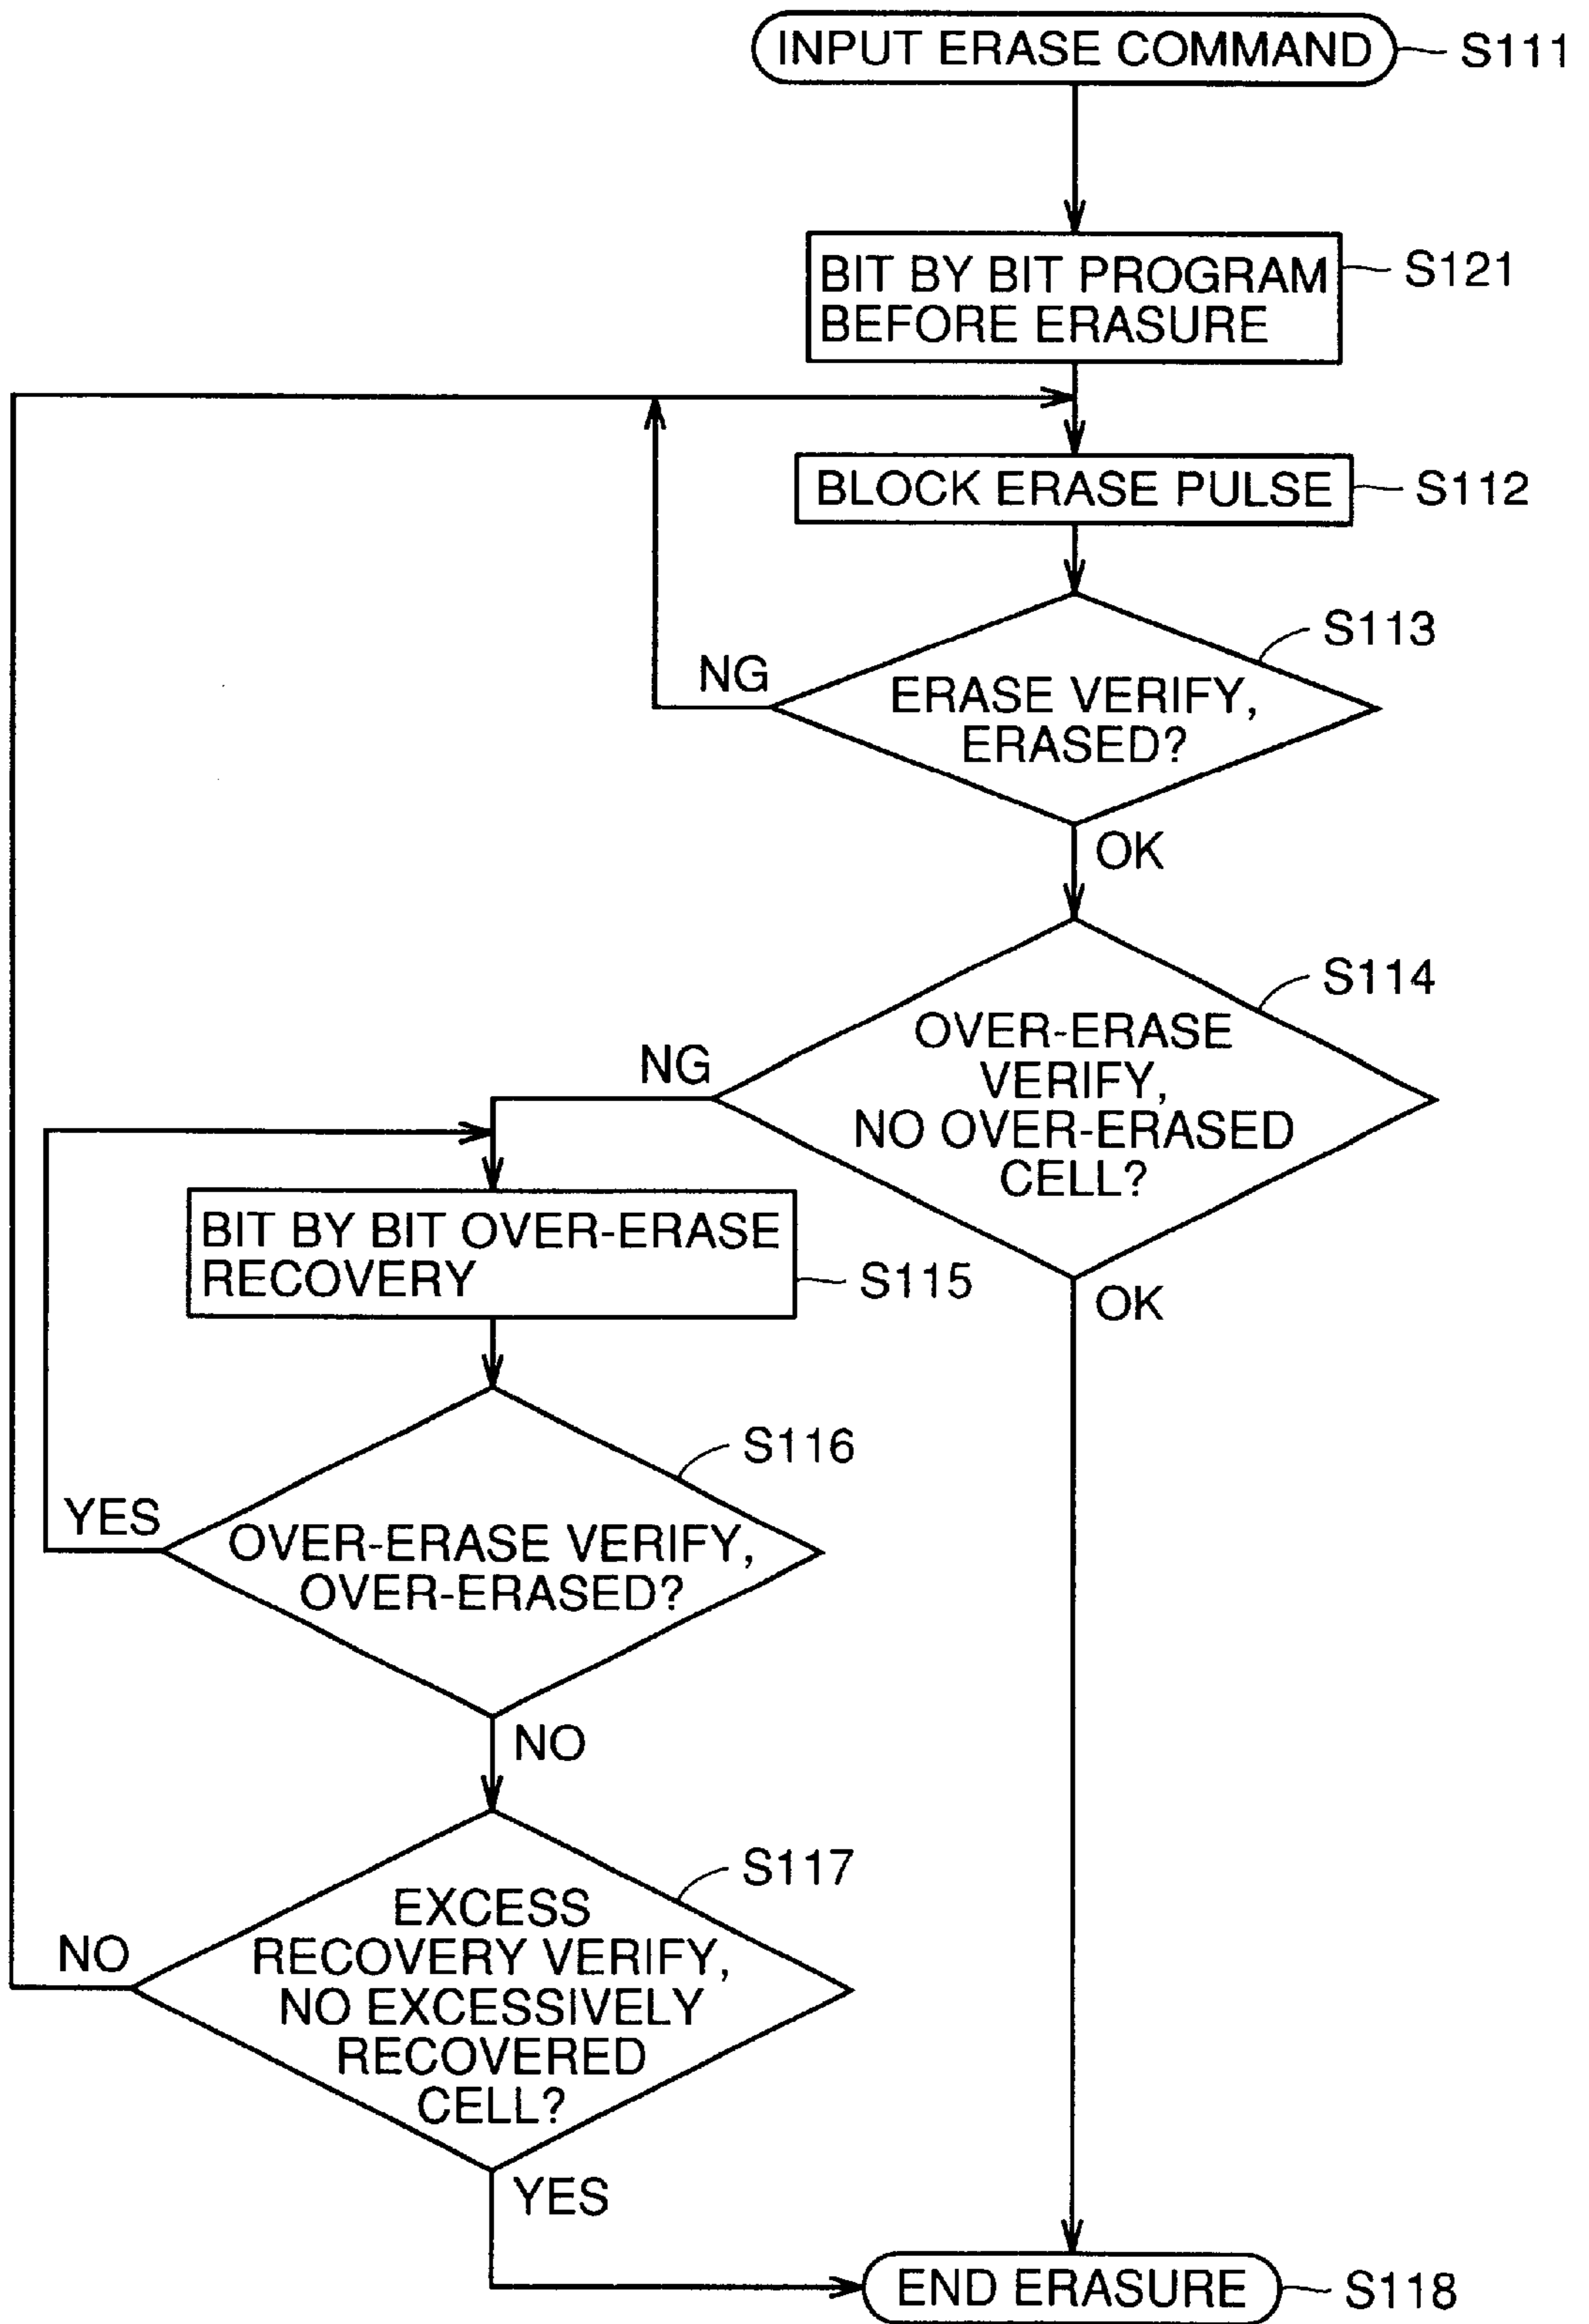 INPUT ERASE COMMAND
S111
BIT BY BIT PROGRAM
BEFORE ERASURE
S121
BLOCK ERASE PULSE
S112
S113
NG
ERASE VERIFY,
ERASED?
OK
S114
NG
OVER-ERASE
VERIFY,
NO OVER-ERASED
CELL?
OK
BIT BY BIT OVER-ERASE
RECOVERY
S115
S116
YES
OVER-ERASE VERIFY,
OVER-ERASED?
NO
S117
NO
EXCESS
RECOVERY VERIFY,
NO EXCESSIVELY
RECOVERED
CELL?
YES
END ERASURE
S118